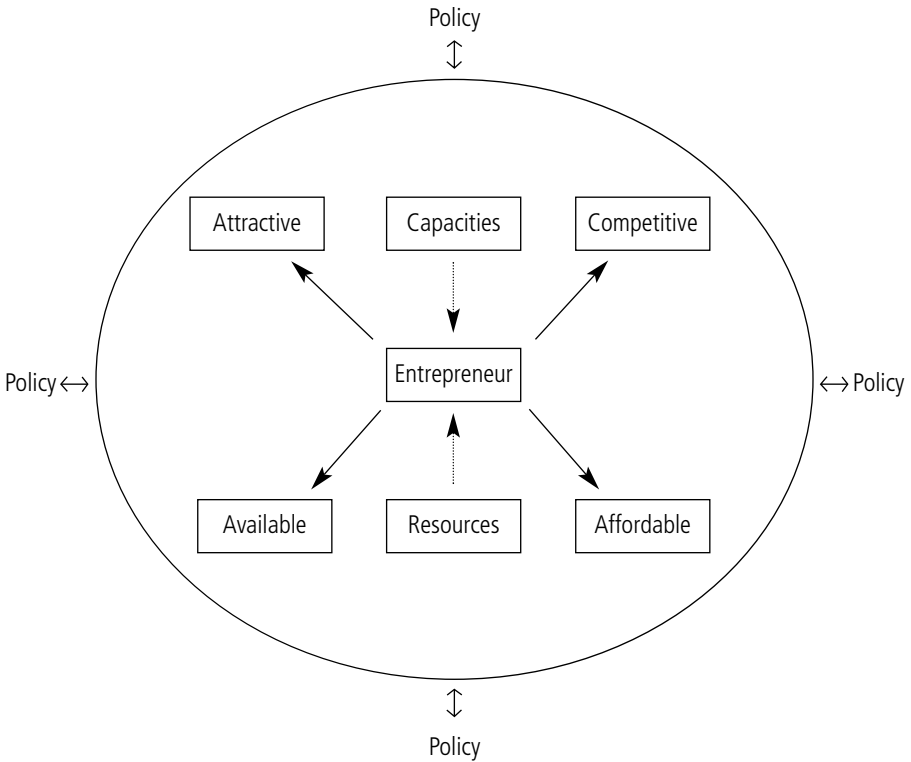 Policy
Attractive
Capacities
Competitive
Policy
Entrepreneur
Policy
Available
Resources
Affordable
Policy